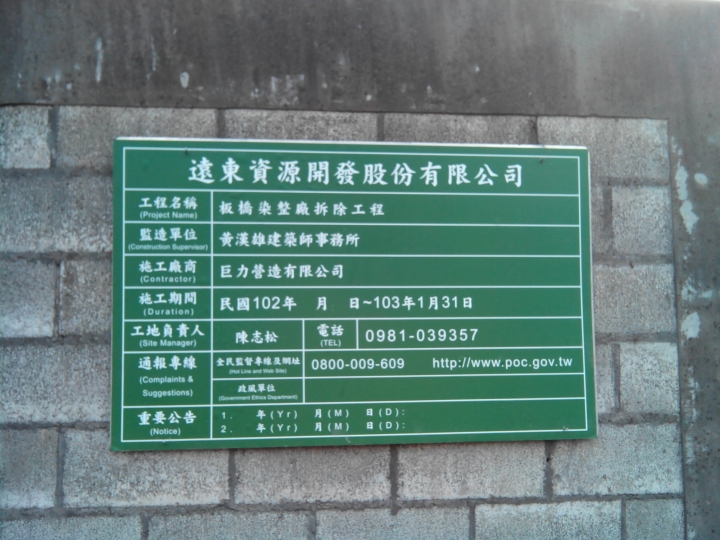 遠東資源開發股份有限公司
工程名稱 板橋染整廠拆除工程
(Project Name)
監造單位 黃漢雄建築師事務所
(Construction Supervisor)
施工廠商 巨力營造有限公司
(Contractor)
施工期間 民國102年 月 日~103年1月31日
(Duration)
工地負責人 陳志松 電話 0981-039357
(Site Manager) (TEL)
通報專線 全民監督專線及網址 0800-009-609 http://www.poc.gov.tw
(Hot Line and Web Site)
(Complaints &
Suggestions)
政風單位
(Government Ethics Department)
重要公告 1. 年(Yr) 月(M) 日(D):
(Notice) 2. 年(Yr) 月(M) 日(D):